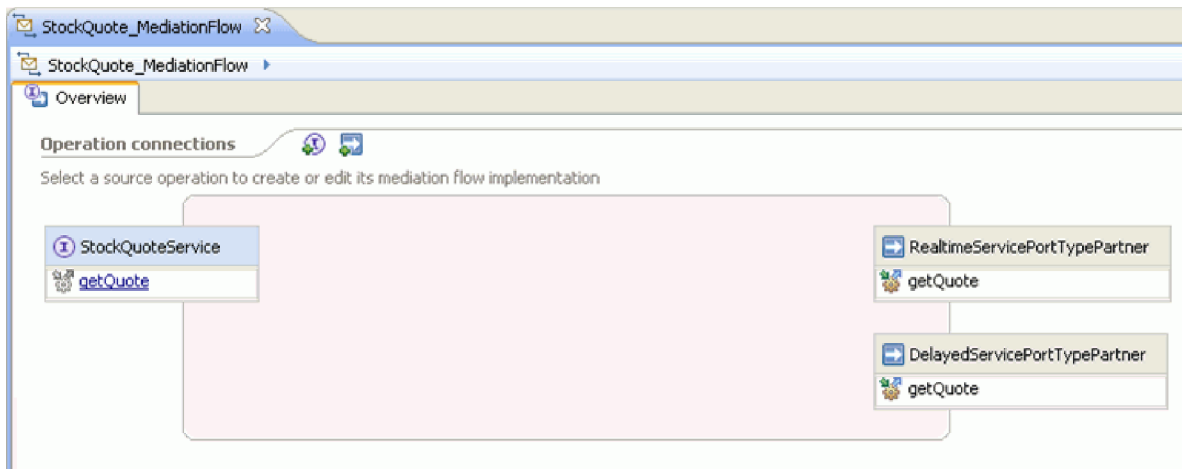 StockQuote_MediationFlow
StockQuote_MediationFlow
Overview
Operation connections
Select a source operation to create or edit its mediation flow implementation
StockQuoteService
getQuote
RealtimeServicePortTypePartner
getQuote
DelayedServicePortTypePartner
getQuote